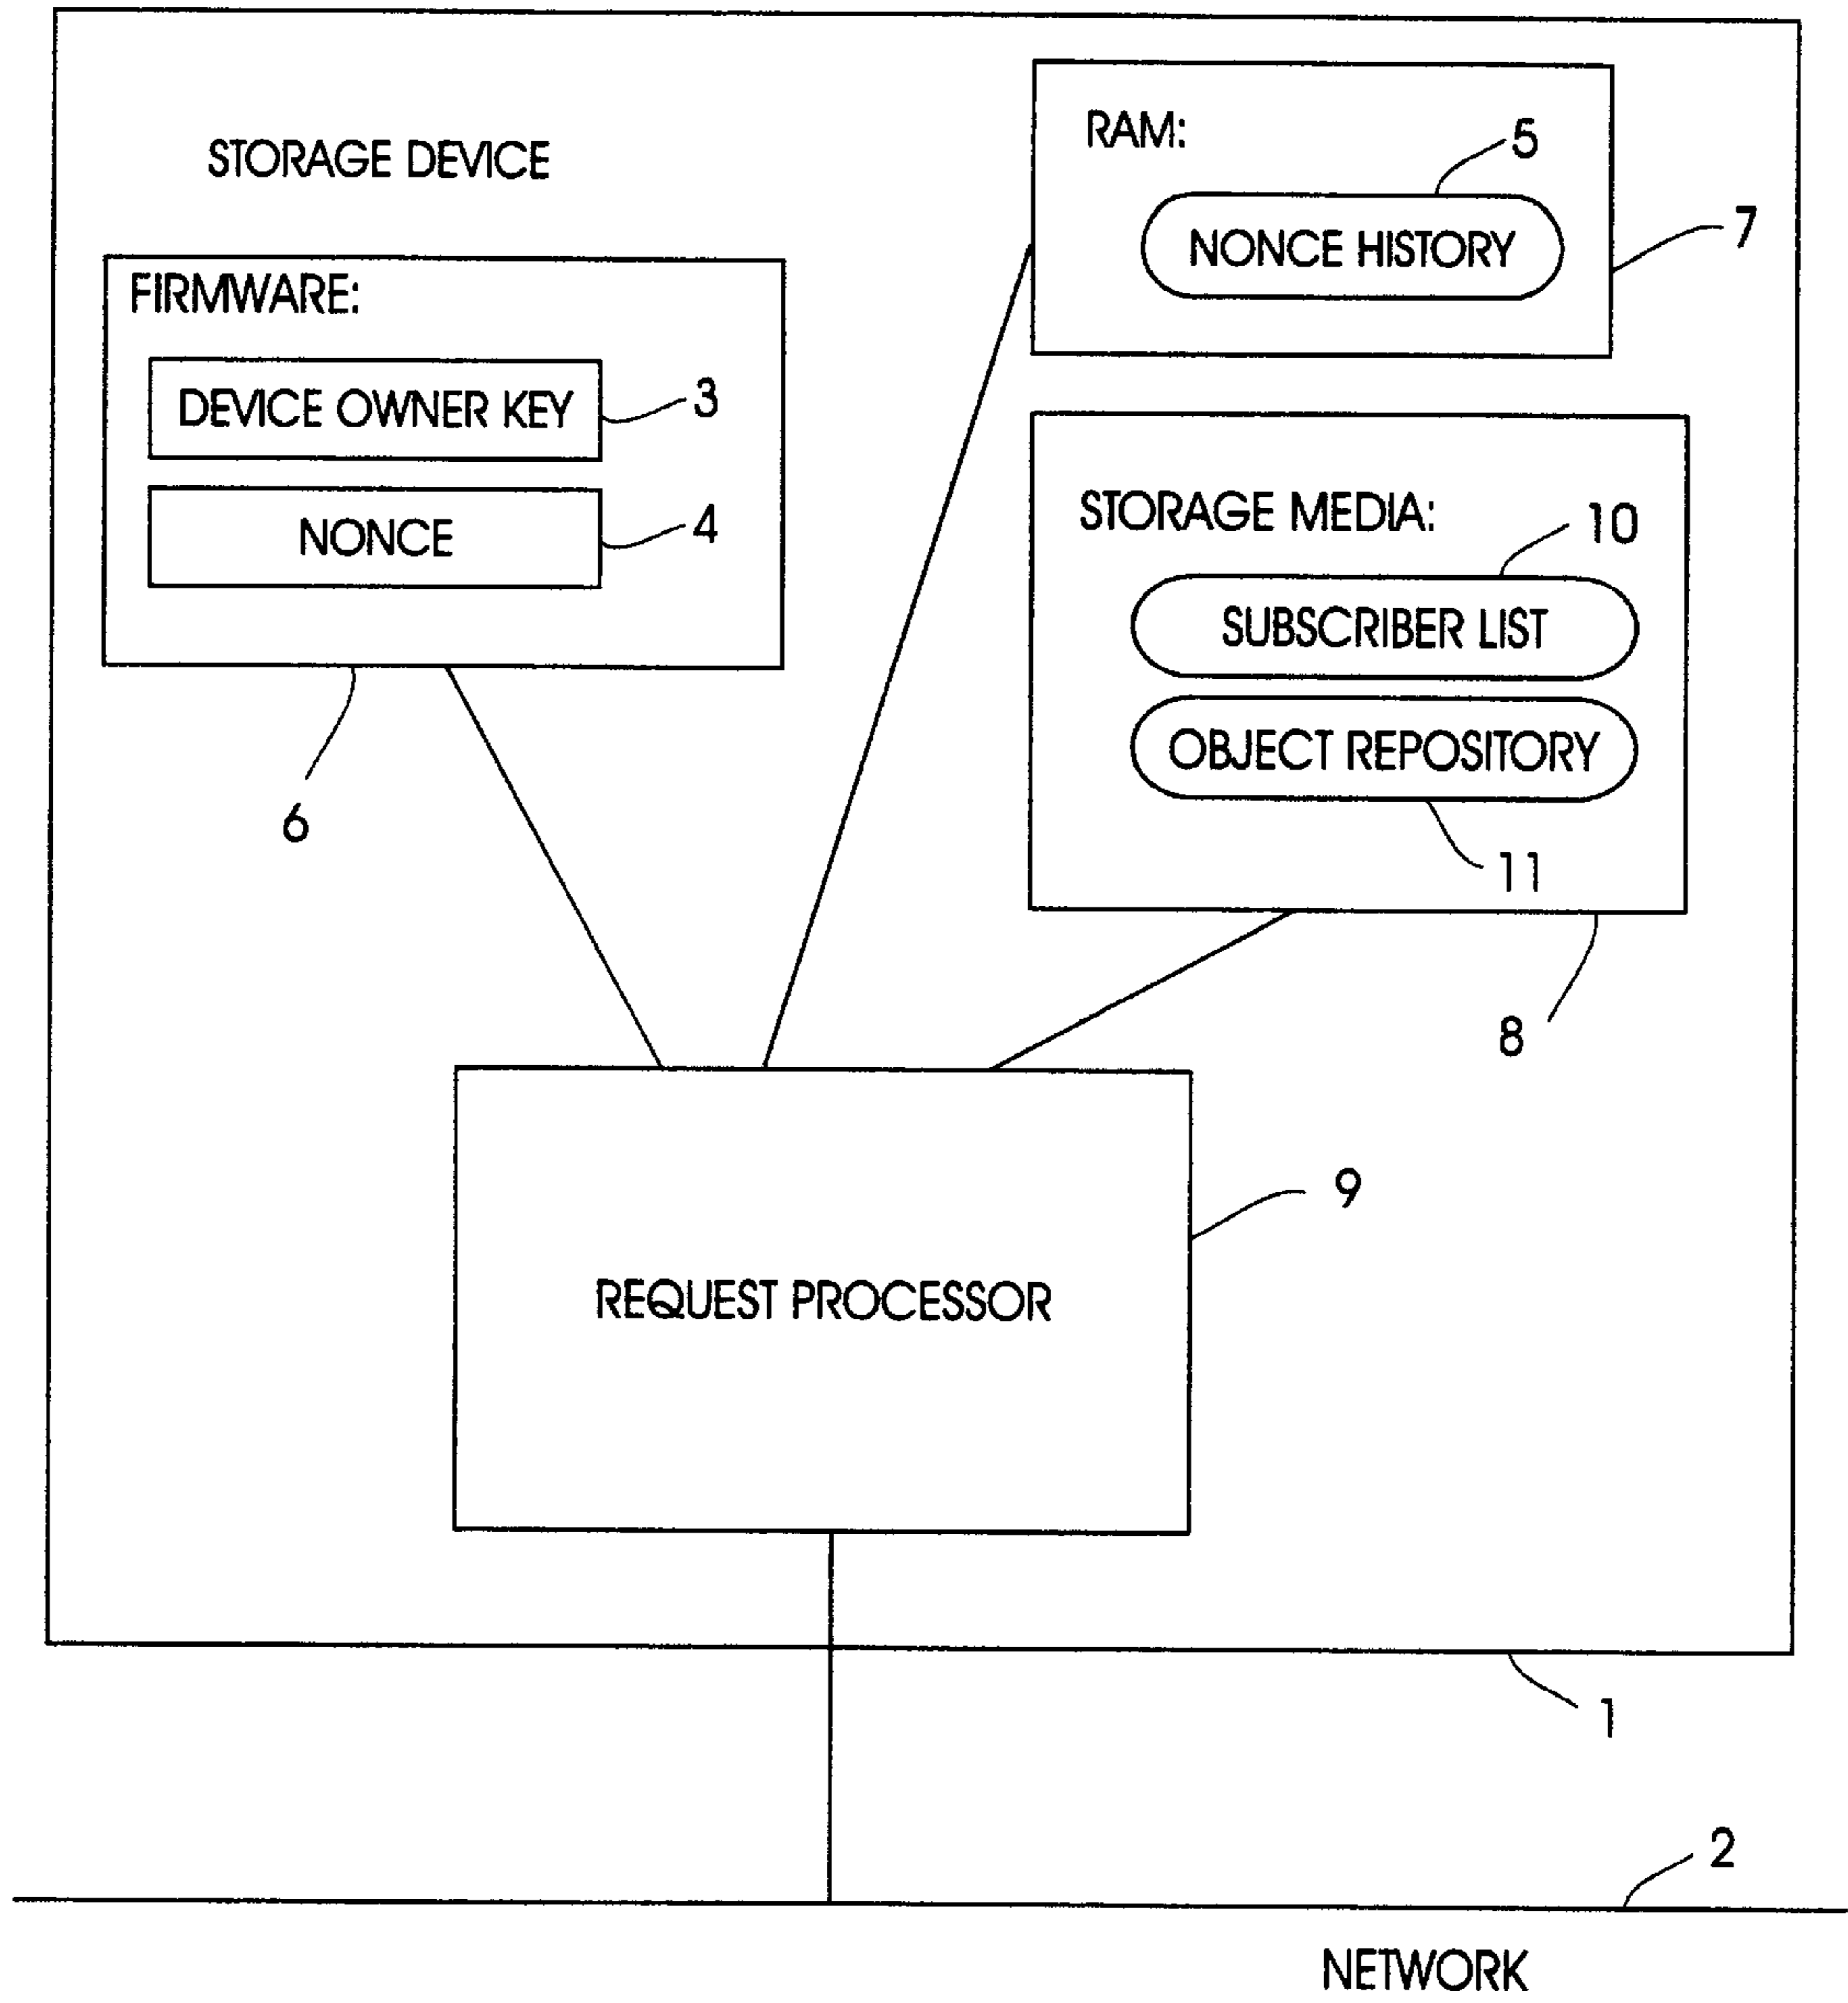 STORAGE DEVICE
RAM:
5
NONCE HISTORY
7
FIRMWARE:
DEVICE OWNER KEY
3
NONCE
4
6
STORAGE MEDIA:
10
SUBSCRIBER LIST
OBJECT REPOSITORY
11
8
REQUEST PROCESSOR
9
1
2
NETWORK